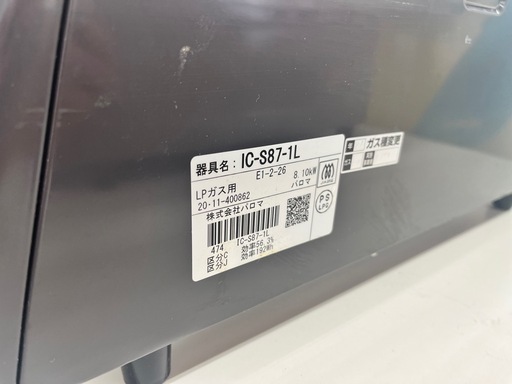 器具名：IC-S87-1L
E1-2-26 8.10kW
LPガス用 パロマ
20·11-400862
株式会社パロマ
PS
LPG
IC-S87-1L
474 効率56.3%
区分C 効率192Wh
区分J
ガス種変更